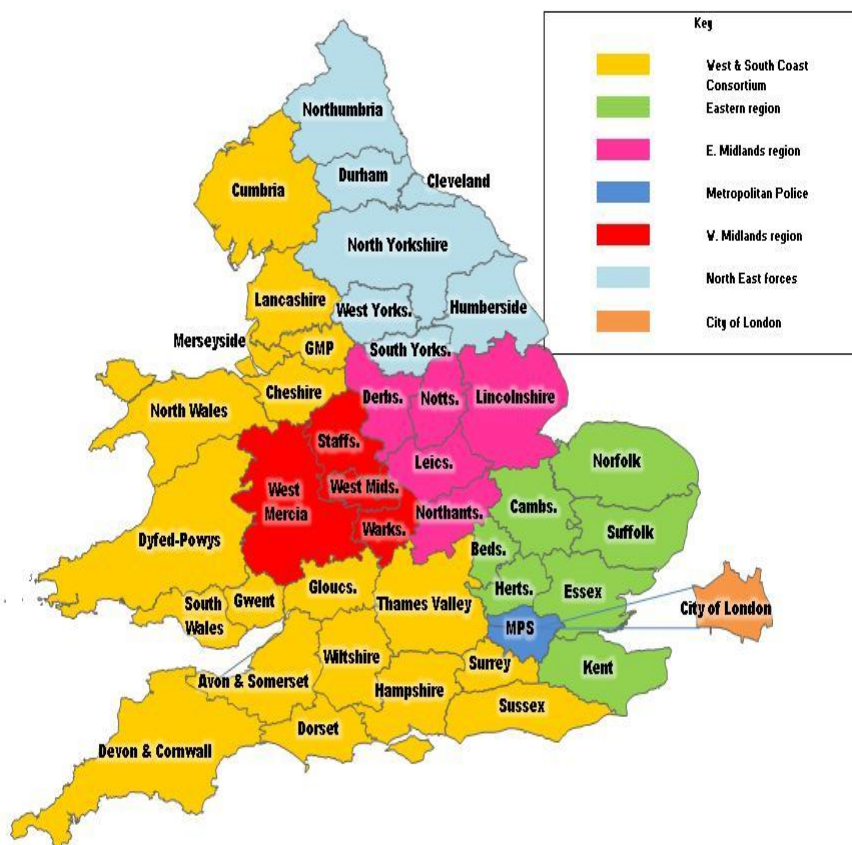 Key
West & South Coast
Consortium
Eastern region
E. Midlands region
Metropolitan Police
W. Midlands region
North East forces
City of London
Northumbria
Durham
Cleveland
Cumbria
North Yorkshire
Lancashire
West Yorks.
Humberside
Merseyside
GMP
South Yorks.
Cheshire
Derbs.
Notts.
Lincolnshire
North Wales
Staffs.
Leics.
Norfolk
West
Mercia
West Mids.
Cambs.
Northants.
Warks.
Suffolk
Dyfed-Powys
Beds.
Herts.
Essex
Gloucs.
Thames Valley
South
Wales
Gwent
City of London
MPS
Wiltshire
Surrey
Kent
Avon & Somerset
Hampshire
Sussex
Dorset
Devon & Cornwall